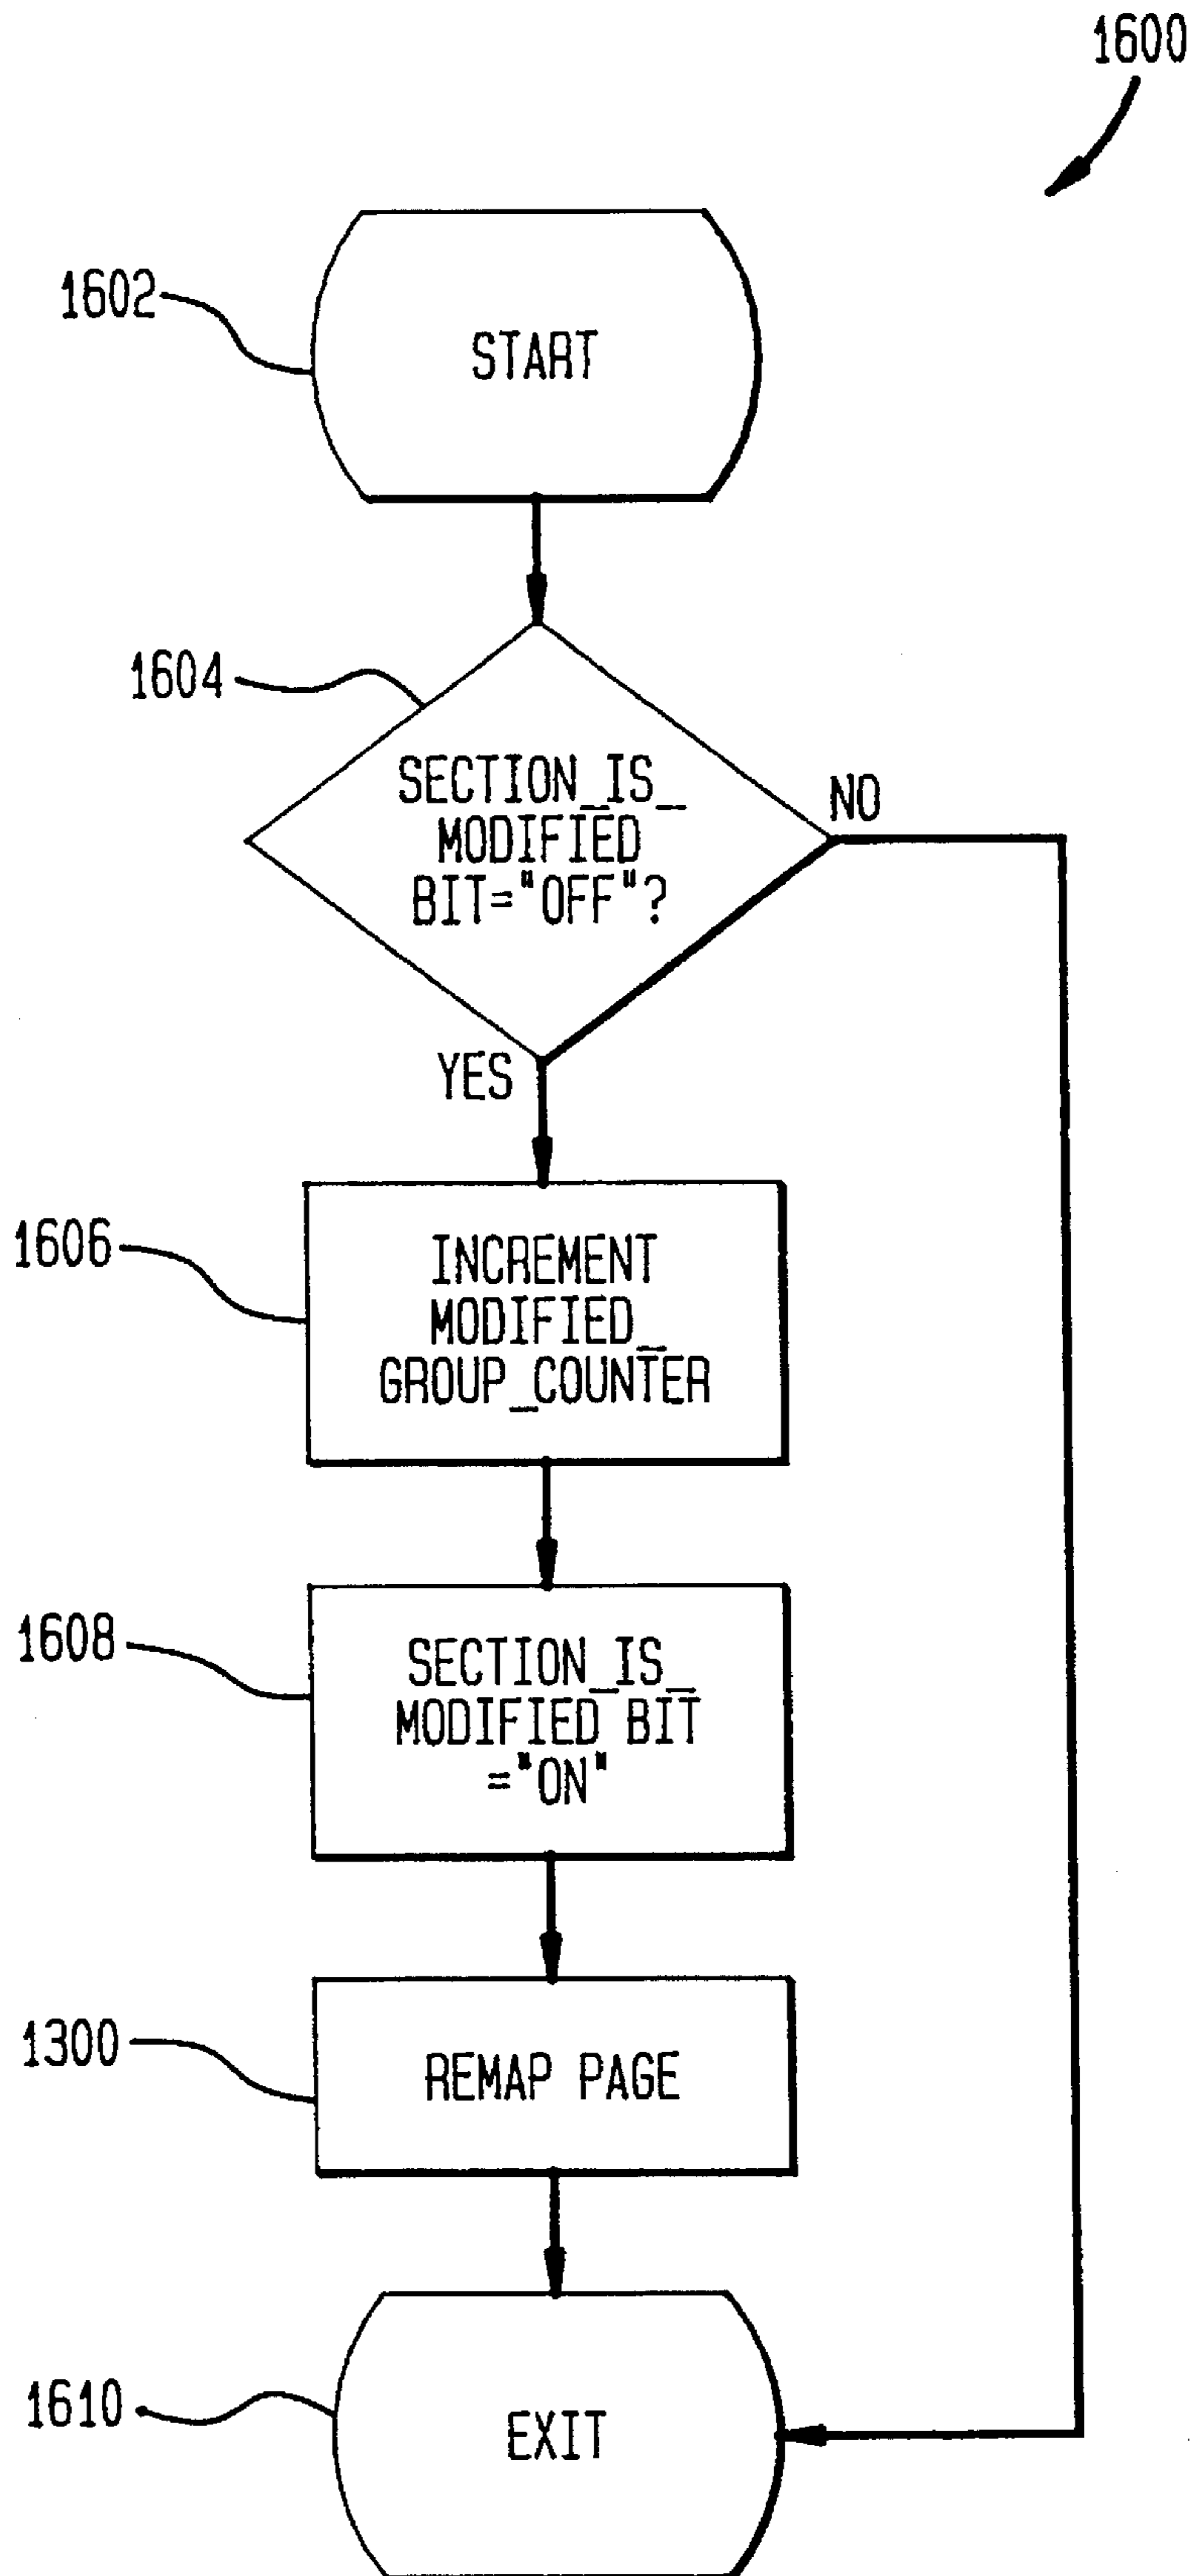 1600
1602
START
1604
SECTION_IS_
MODIFIED
BIT="OFF"?
NO
YES
1606
INCREMENT
MODIFIED_
GROUP_COUNTER
1608
SECTION_IS_
MODIFIED BIT
="ON"
1300
REMAP PAGE
1610
EXIT